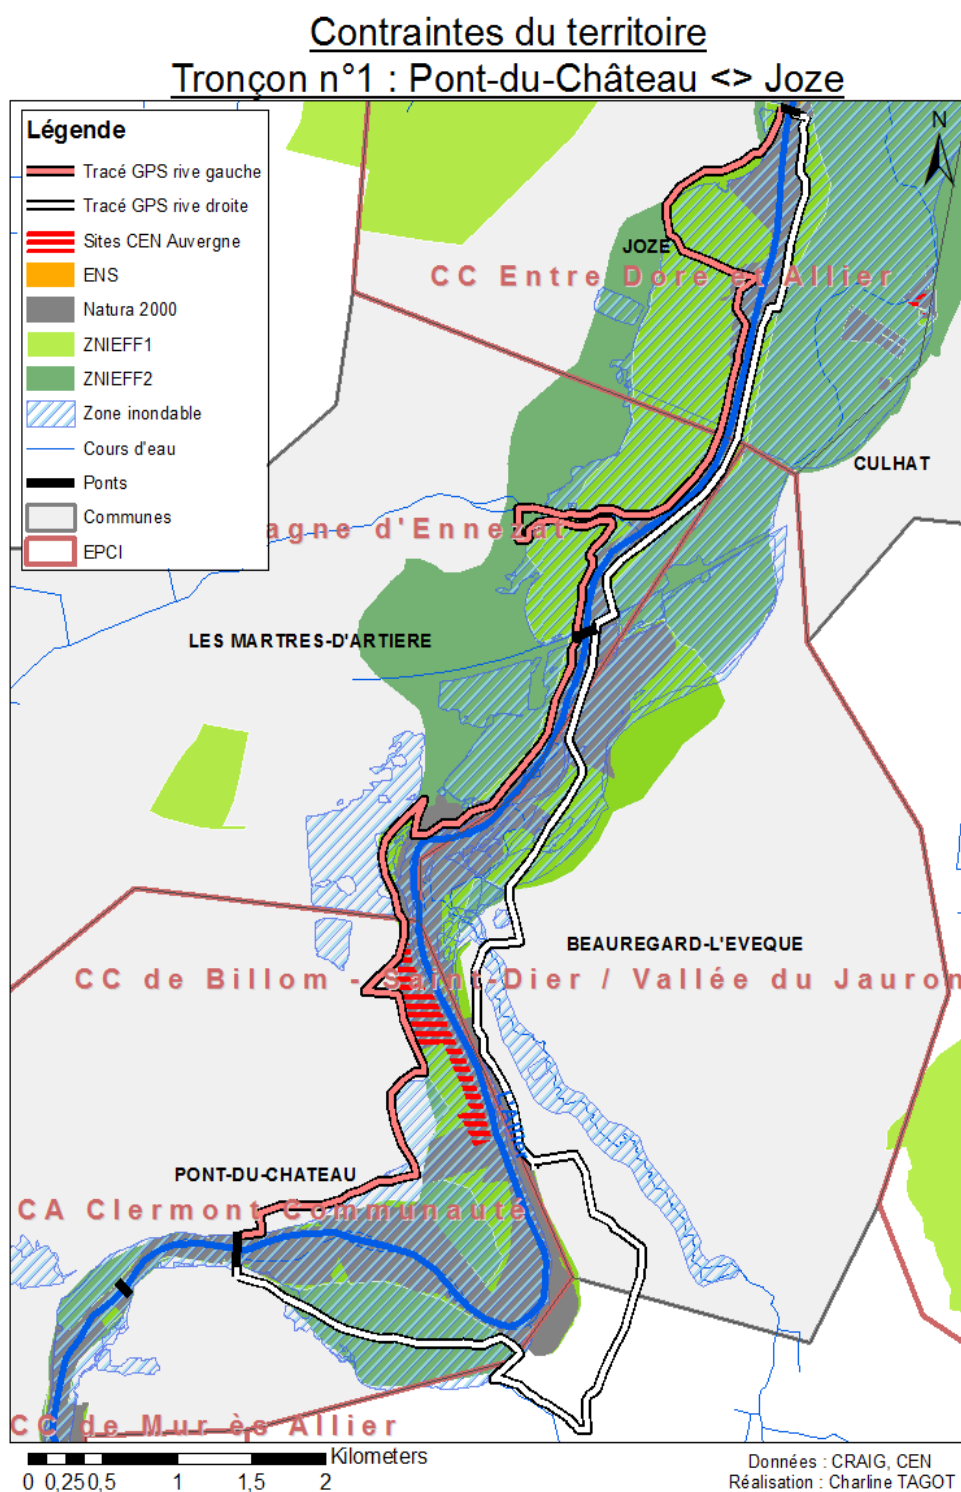 Contraintes du territoire
Tronçon n°1 : Pont-du-Château <> Joze
Légende
Tracé GPS rive gauche
Tracé GPS rive droite
Sites CEN Auvergne
ENS
Natura 2000
ZNIEFF1
ZNIEFF2
Zone inondable
Cours d'eau
Ponts
Communes
EPCI
N
JOZE
CC Entre Dore et Allier
CULHAT
agne d'Ennezat
LES MARTRES-D'ARTIERE
BEAUREGARD-L'EVEQUE
CC de Billom - Saint-Dier / Vallée du Jauron
L'Allier
PONT-DU-CHATEAU
CA Clermont Communauté
CC de Mur ès Allier
Kilometers
0 0,25 0,5 1 1,5 2
Données : CRAIG, CEN
Réalisation : Charline TAGOT